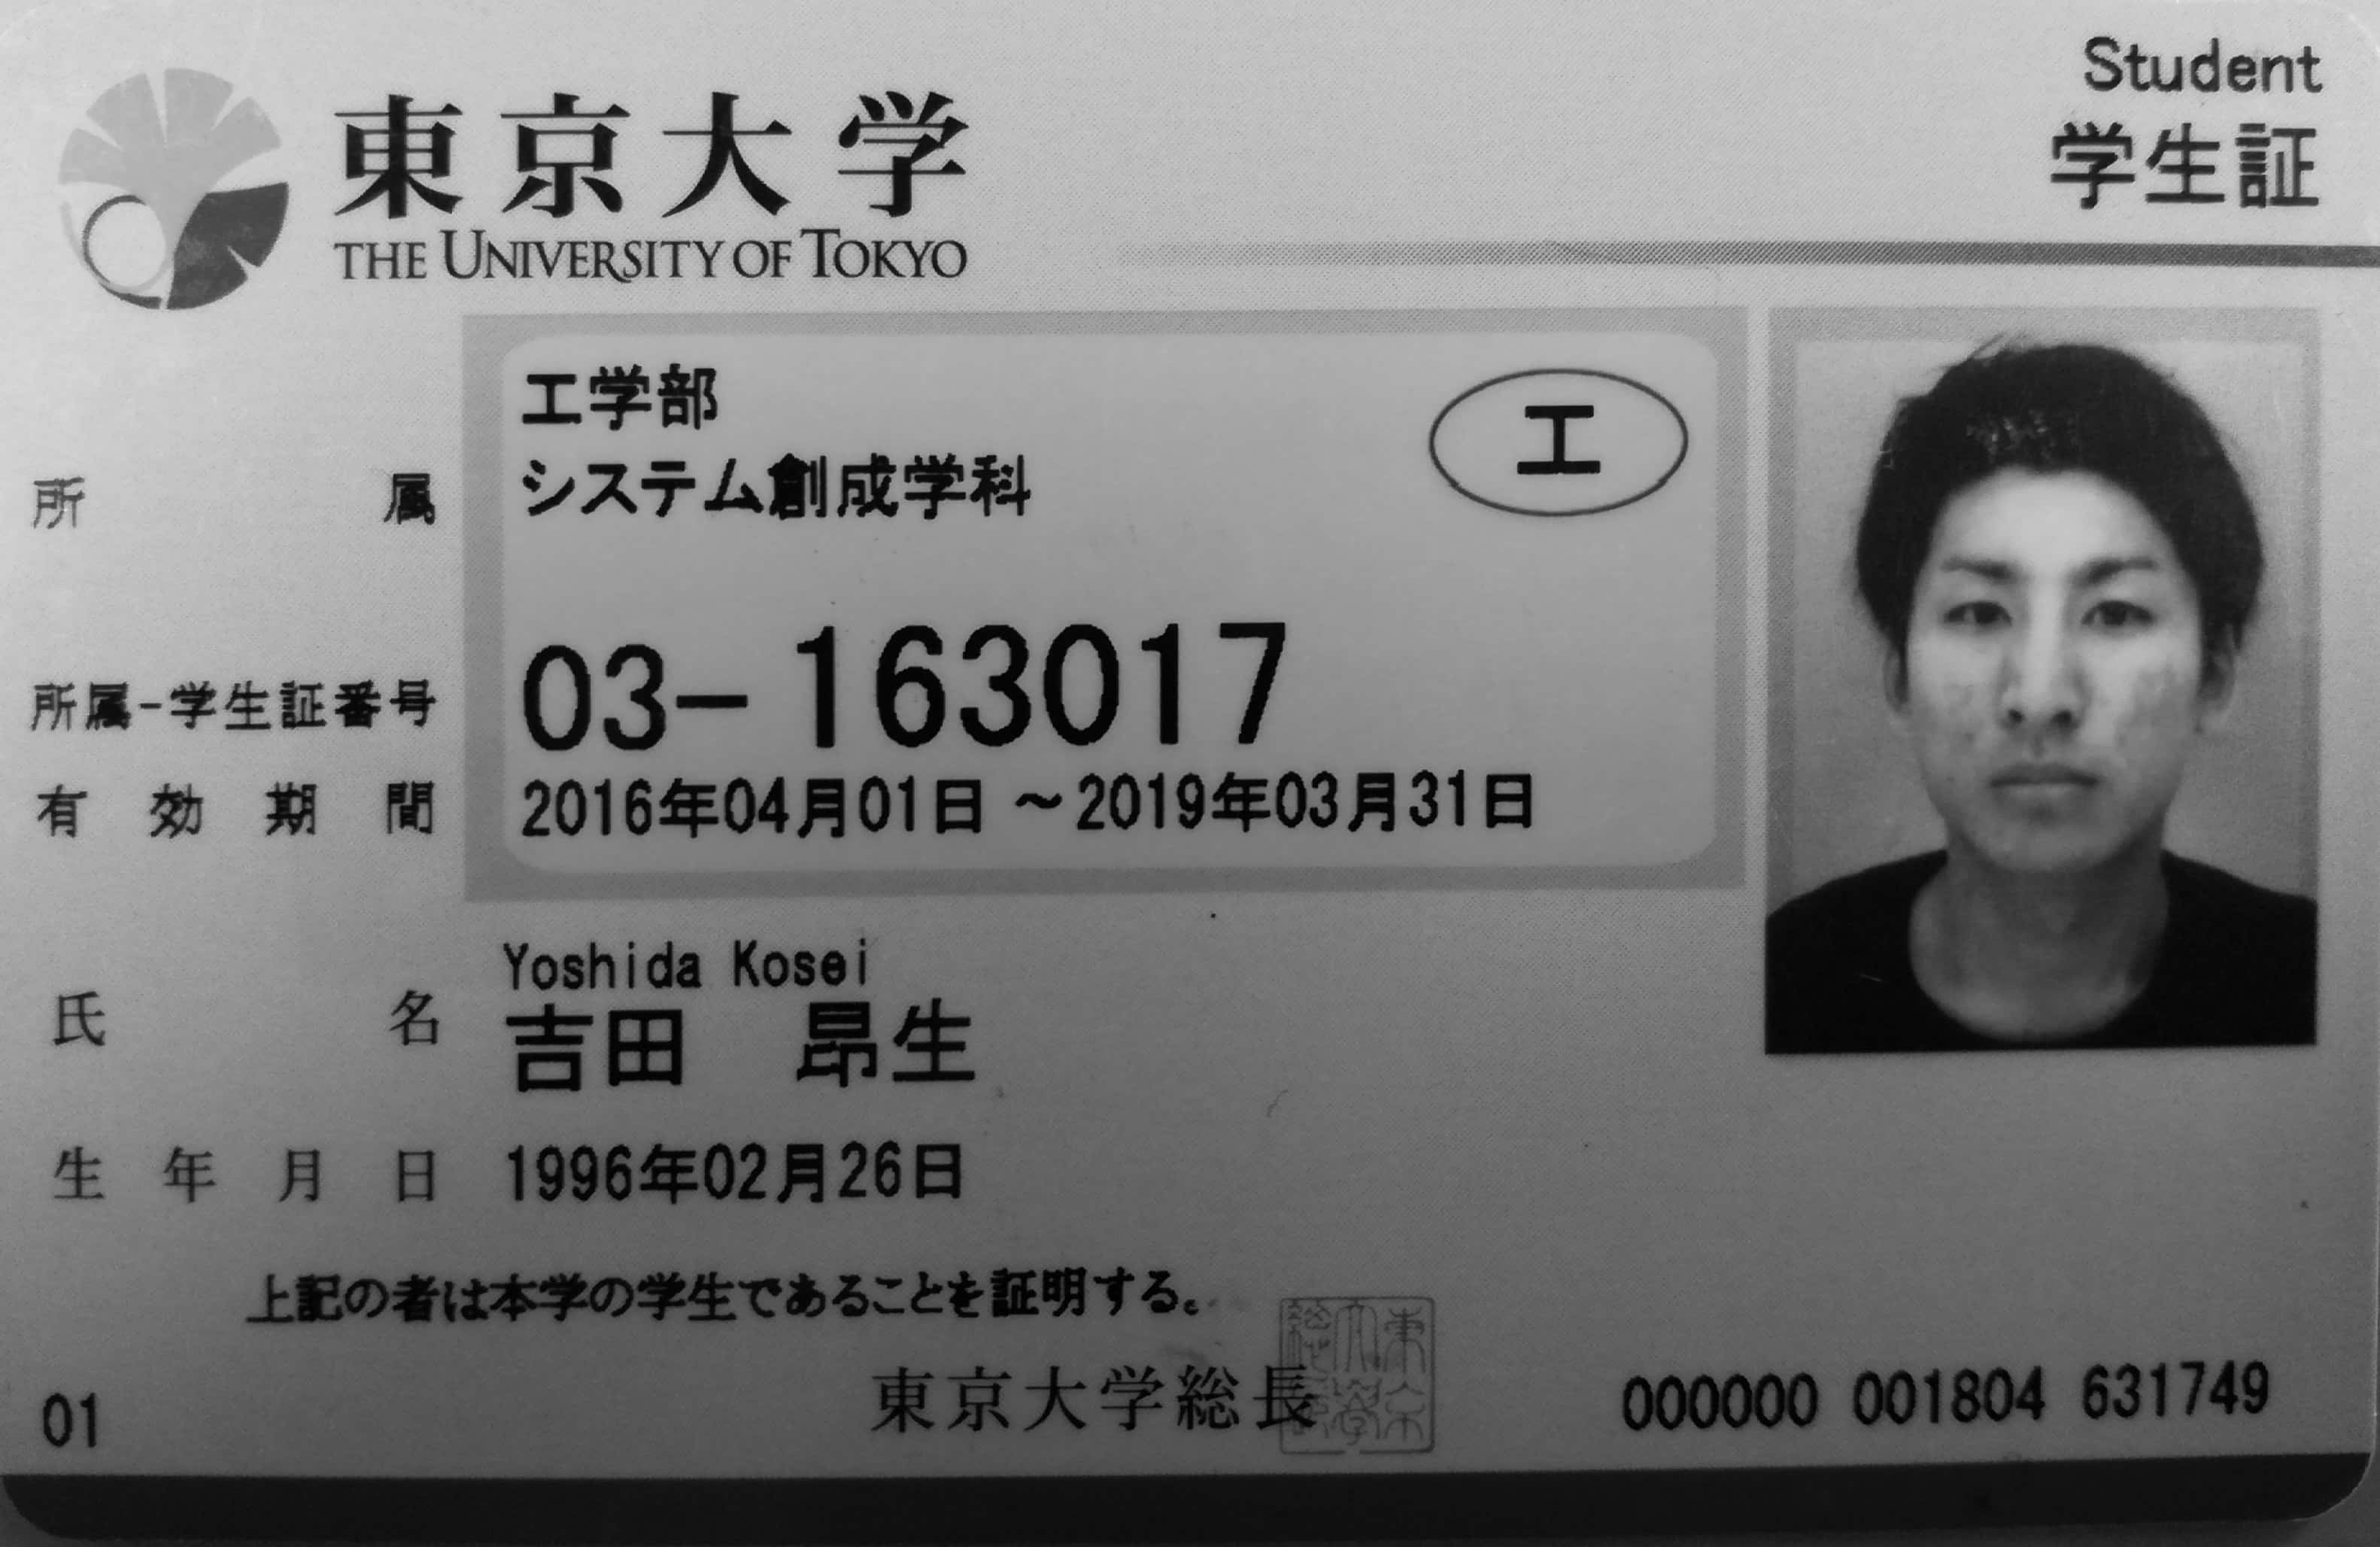 Student
学生証
東京大学
THE UNIVERSITY OF TOKYO
所属 工学部
システム創成学科
工
所属-学生証番号 03-163017
有効期間 2016年04月01日 ～2019年03月31日
Yoshida Kosei
氏名 吉田 昂生
生年月日 1996年02月26日
上記の者は本学の学生であることを証明する。
01 東京大学総長 000000 001804 631749